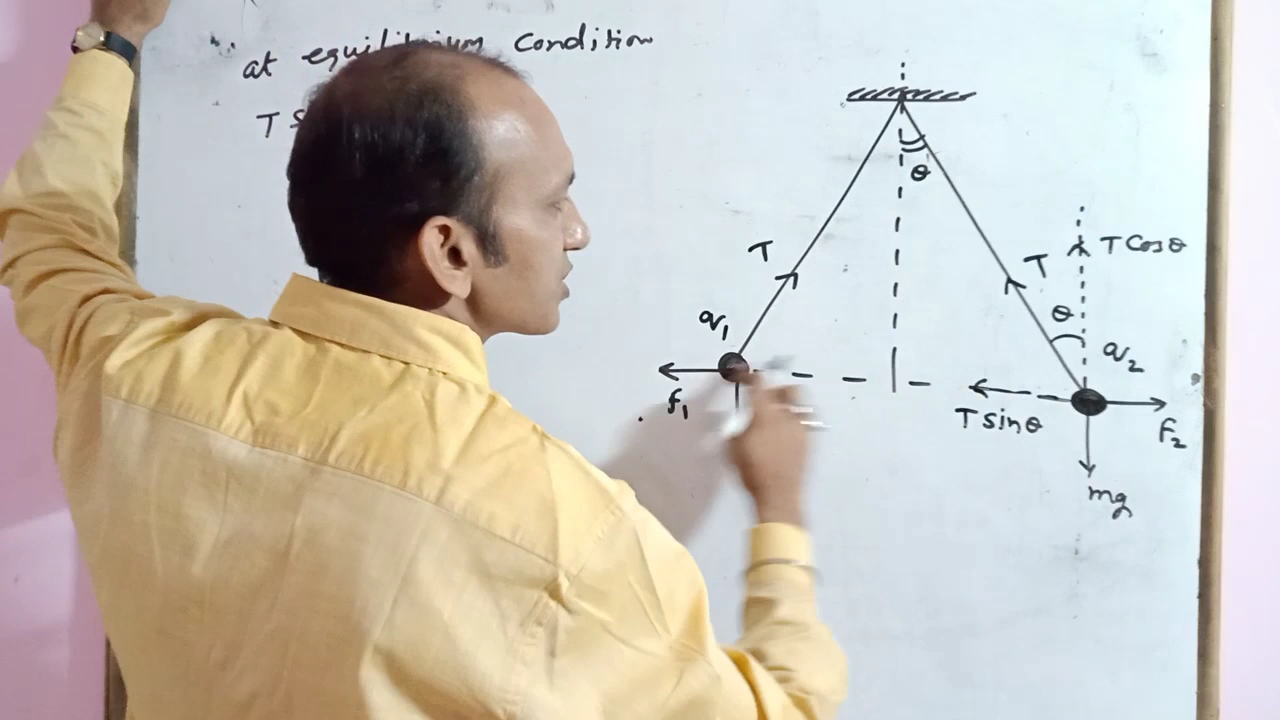 at equilibrium Condition
T
θ
T
T
T Cosθ
θ
q1
q2
f1
T sinθ
F2
mg